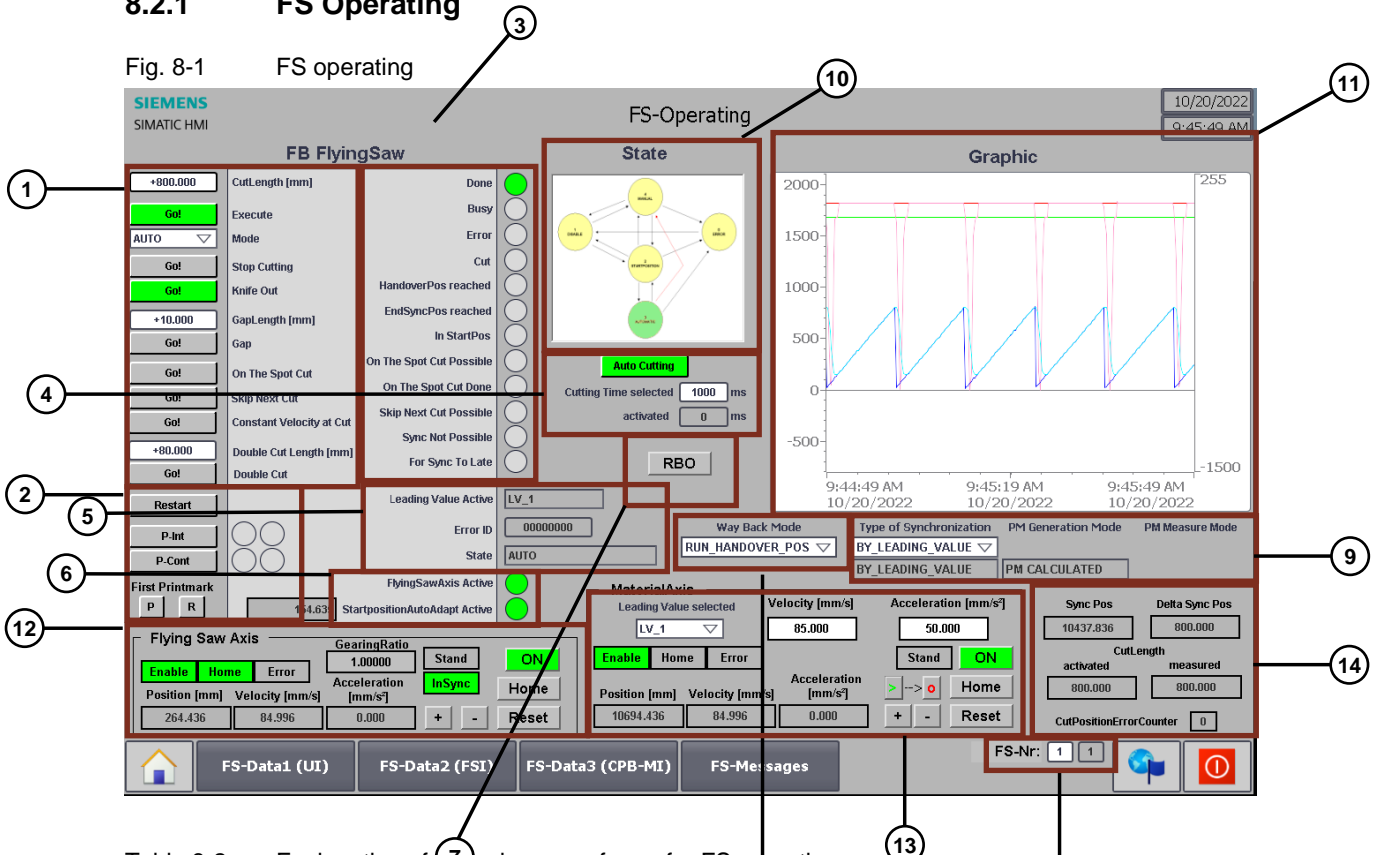 8.2.1 FS Operating
3
Fig. 8-1 FS operating
10
11
SIEMENS
SIMATIC HMI
FS-Operating
10/20/2022
9:45:49 AM
FB FlyingSaw
State
Graphic
1
+800.000 CutLength [mm]
Go! Execute
AUTO Mode
Go! Stop Cutting
Go! Knife Out
+10.000 GapLength [mm]
Go! Gap
Go! On The Spot Cut
Go! Skip Next Cut
Go! Constant Velocity at Cut
+80.000 Double Cut Length [mm]
Go! Double Cut
Done
Busy
Error
Cut
HandoverPos reached
EndSyncPos reached
In StartPos
On The Spot Cut Possible
On The Spot Cut Done
Skip Next Cut Possible
Sync Not Possible
For Sync To Late
MANUAL
DISABLE
ERROR
STARTPOSITION
AUTOMATIC
4
Auto Cutting
Cutting Time selected 1000 ms
activated 0 ms
RBO
2000
1500
1000
500
0
-500
255
-1500
9:44:49 AM 9:45:19 AM 9:45:49 AM
10/20/2022 10/20/2022 10/20/2022
2
5
Restart
P-Int
P-Cont
First Printmark
P R
Leading Value Active LV_1
Error ID 00000000
State AUTO
6
FlyingSawAxis Active
StartpositionAutoAdapt Active
Way Back Mode
RUN_HANDOVER_POS
Type of Synchronization PM Generation Mode PM Measure Mode
BY_LEADING_VALUE
BY_LEADING_VALUE PM CALCULATED
9
12
Flying Saw Axis
GearingRatio
1.00000
Stand ON
Enable Home Error
Acceleration [mm/s²]
InSync Home
Position [mm] Velocity [mm/s]
264.436 84.996 0.000 + - Reset
MaterialAxis
Leading Value selected Velocity [mm/s] Acceleration [mm/s²]
LV_1 85.000 50.000
Enable Home Error Stand ON
Position [mm] Velocity [mm/s] Acceleration [mm/s²] > --> o Home
10694.436 84.996 0.000 + - Reset
Sync Pos Delta Sync Pos
10437.836 800.000
CutLength
activated measured
800.000 800.000
CutPositionErrorCounter 0
14
FS-Data1 (UI) FS-Data2 (FSI) FS-Data3 (CPB-MI) FS-Messages
FS-Nr: 1 1
13
7